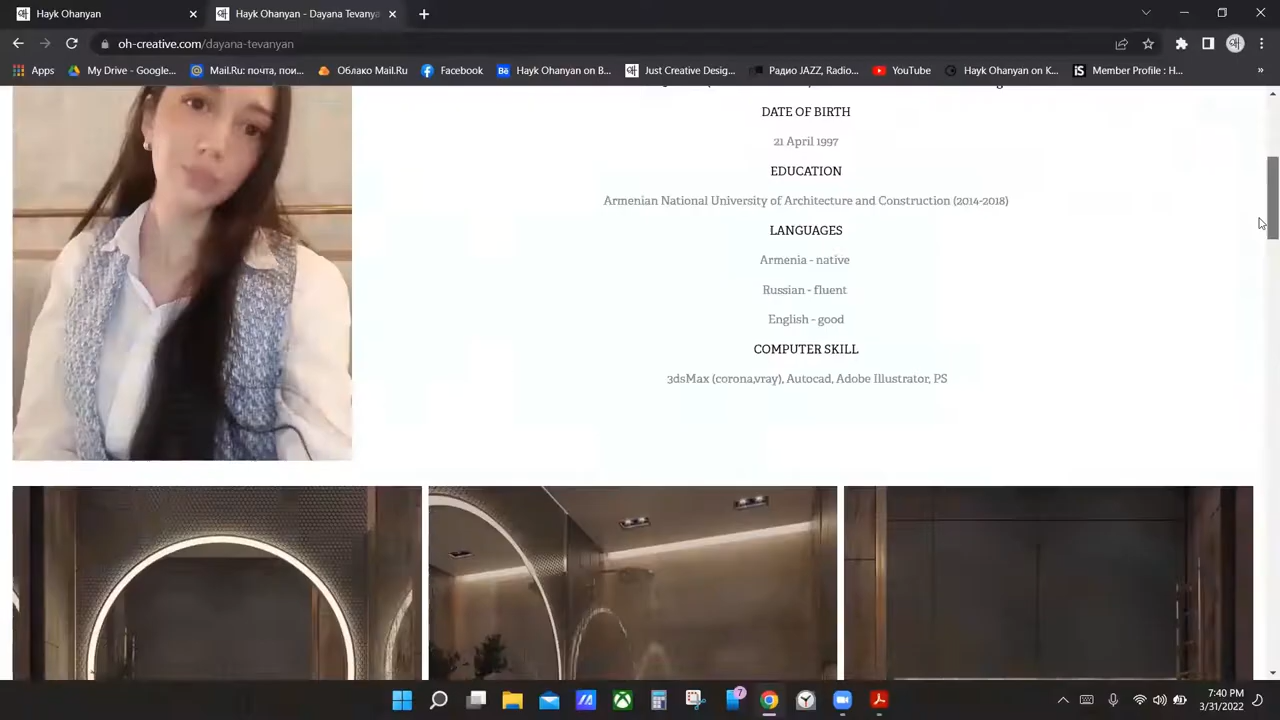 Hayk Ohanyan
Hayk Ohanyan - Dayana Tevanya
oh-creative.com/dayana-tevanyan
Apps
My Drive - Google...
Mail.Ru: почта, пои...
Облако Mail.Ru
Facebook
Hayk Ohanyan on B...
Just Creative Desig...
Радио JAZZ, Radio...
YouTube
Hayk Ohanyan on K...
Member Profile : H...
»
DATE OF BIRTH
21 April 1997
EDUCATION
Armenian National University of Architecture and Construction (2014-2018)
LANGUAGES
Armenia - native
Russian - fluent
English - good
COMPUTER SKILL
3dsMax (corona,vray), Autocad, Adobe Illustrator, PS
7
7:40 PM
3/31/2022